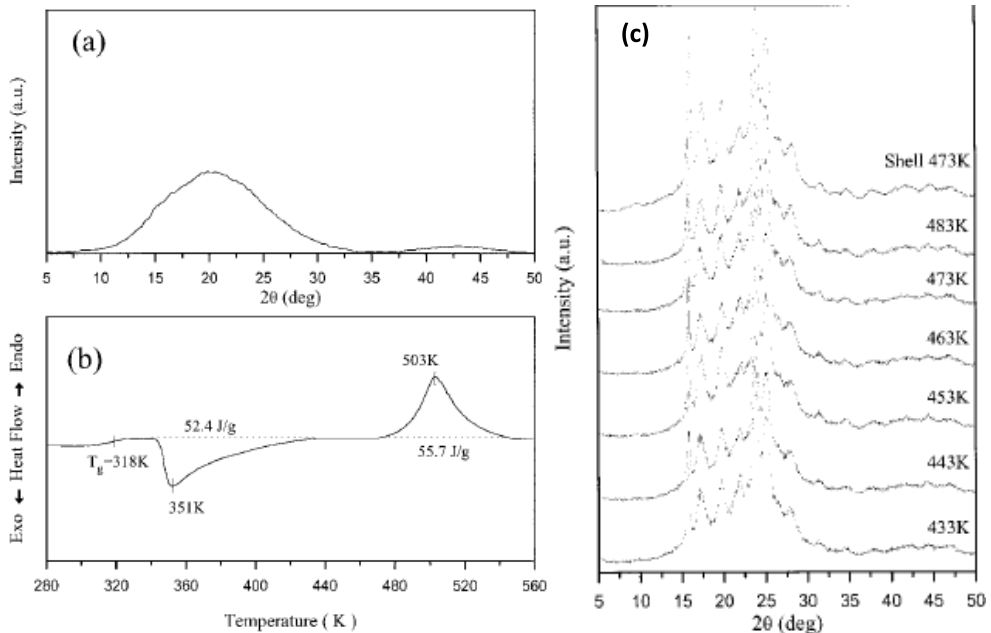 (a)
Intensity (a.u.)
5 10 15 20 25 30 35 40 45 50
2θ (deg)
(b)
Exo ← Heat Flow → Endo
503K
52.4 J/g
55.7 J/g
Tg=318K
351K
280 320 360 400 440 480 520 560
Temperature ( K )
(c)
Intensity (a.u.)
Shell 473K
483K
473K
463K
453K
443K
433K
5 10 15 20 25 30 35 40 45 50
2θ (deg)